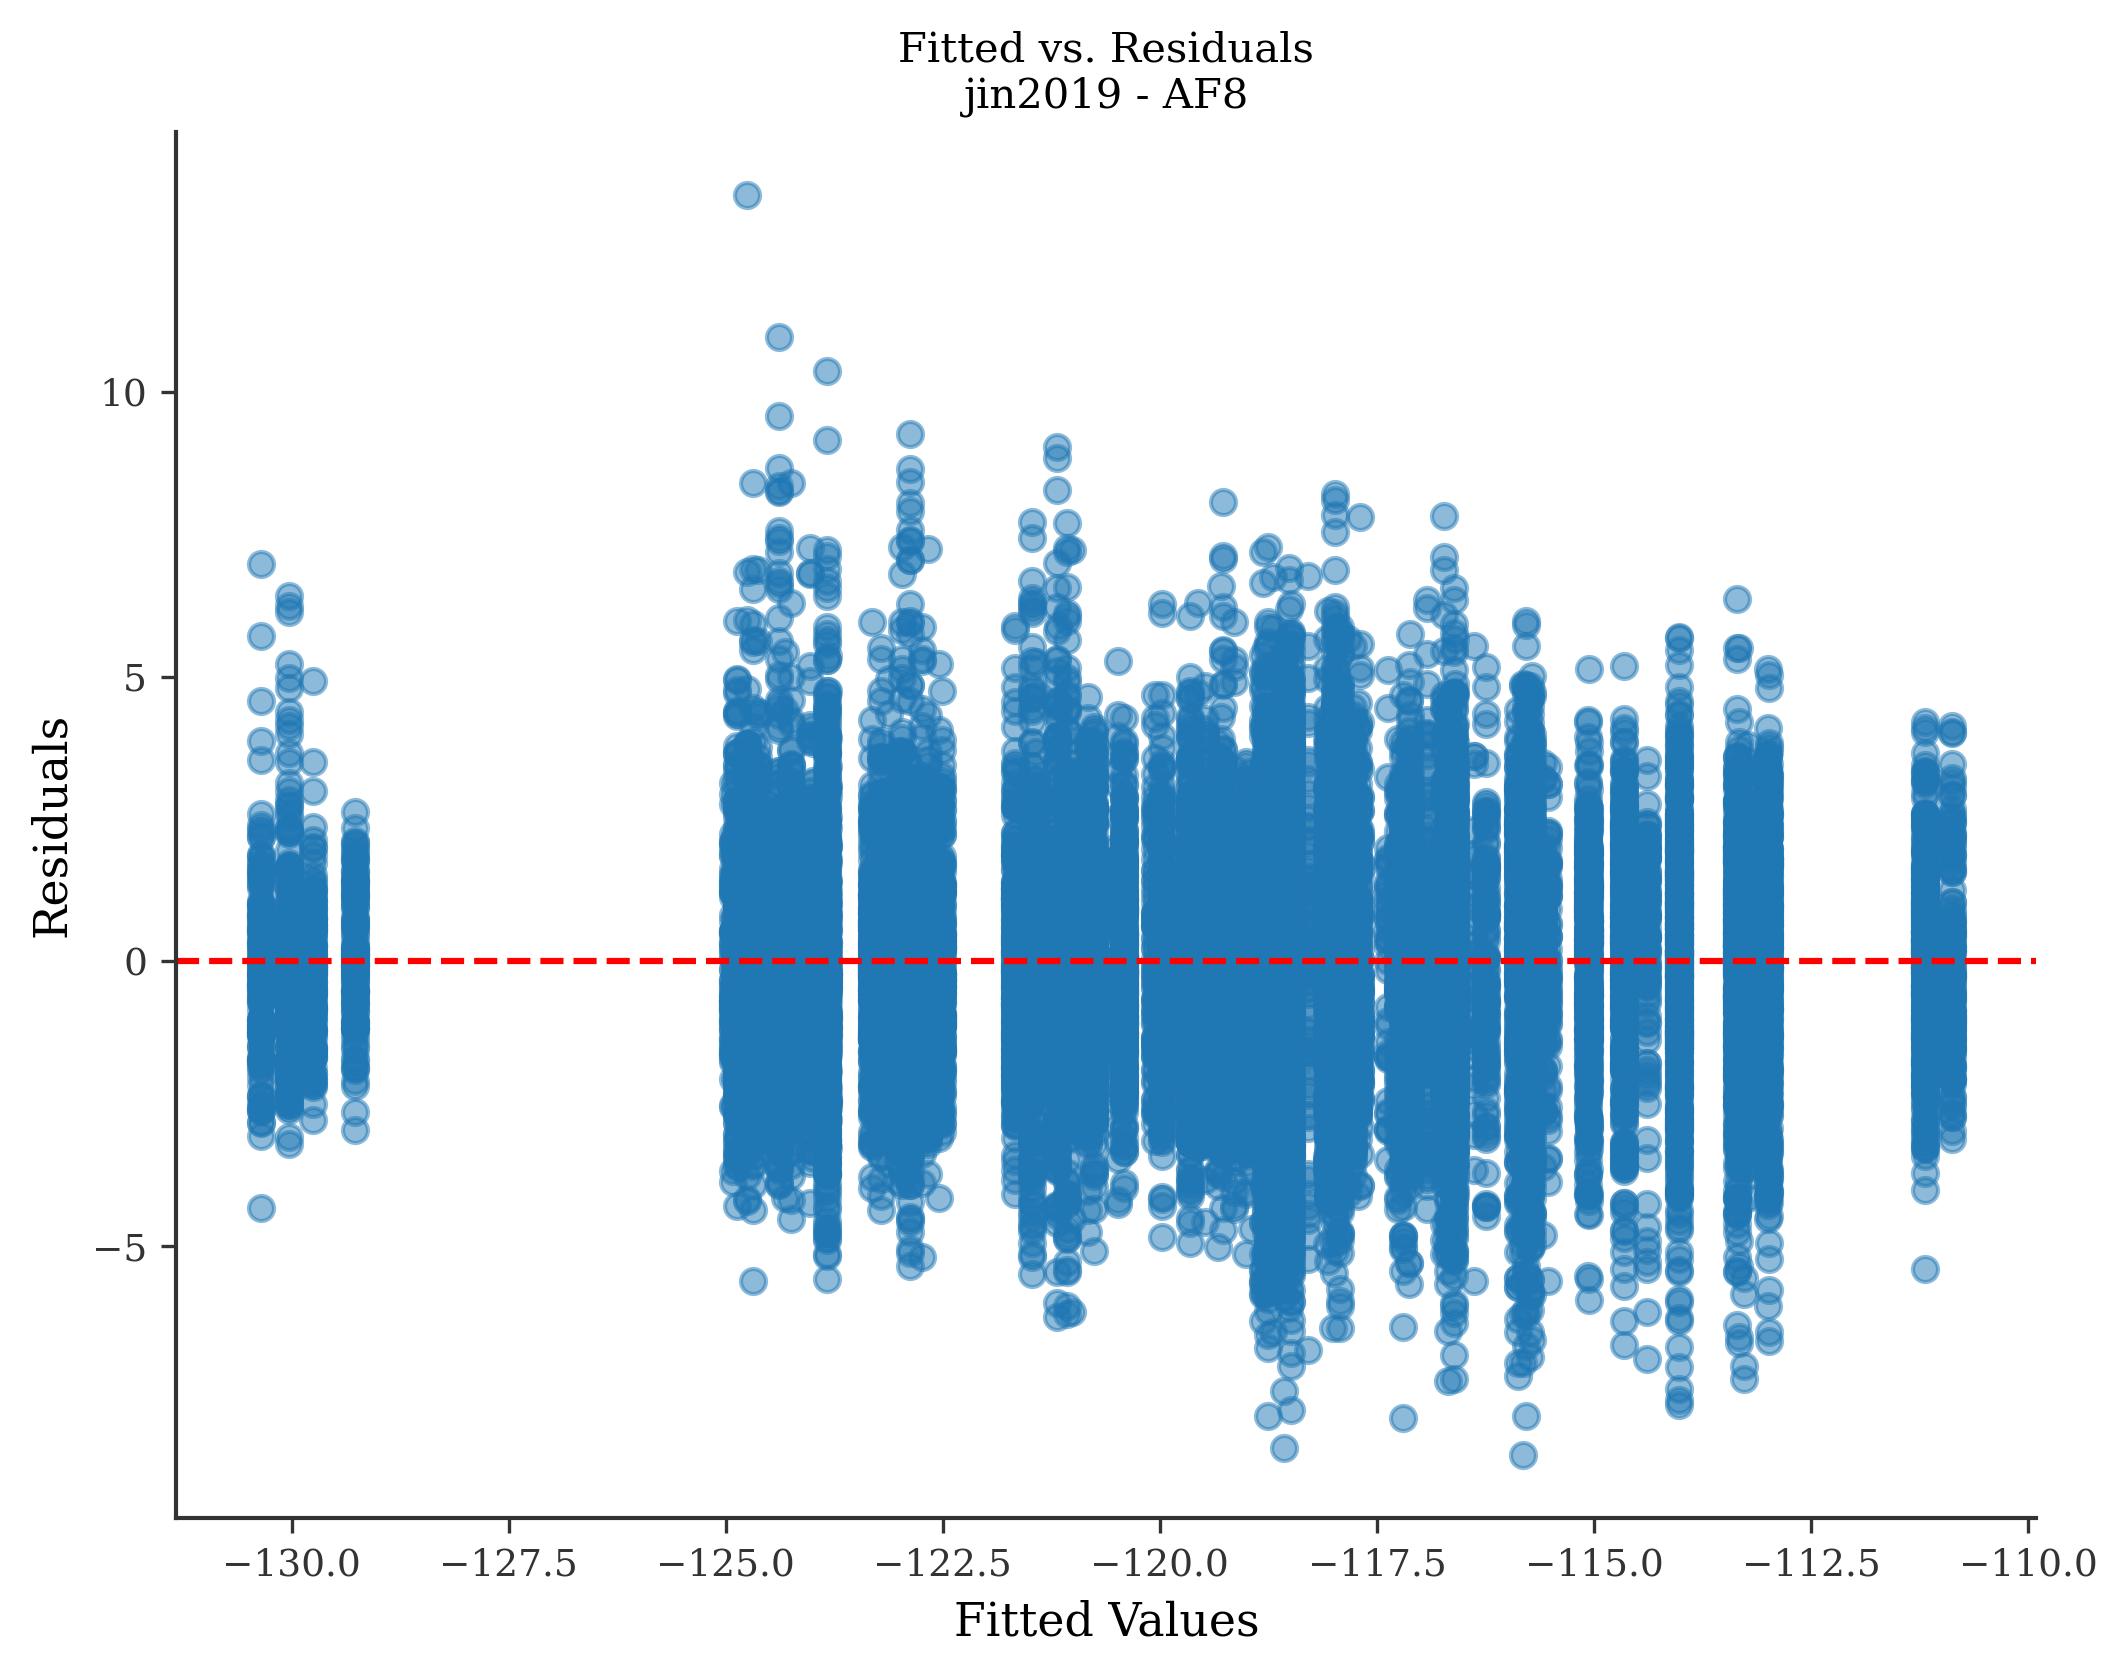 Fitted vs. Residuals
jin2019 - AF8
Residuals
10
5
0
−5
−130.0 −127.5 −125.0 −122.5 −120.0 −117.5 −115.0 −112.5 −110.0
Fitted Values